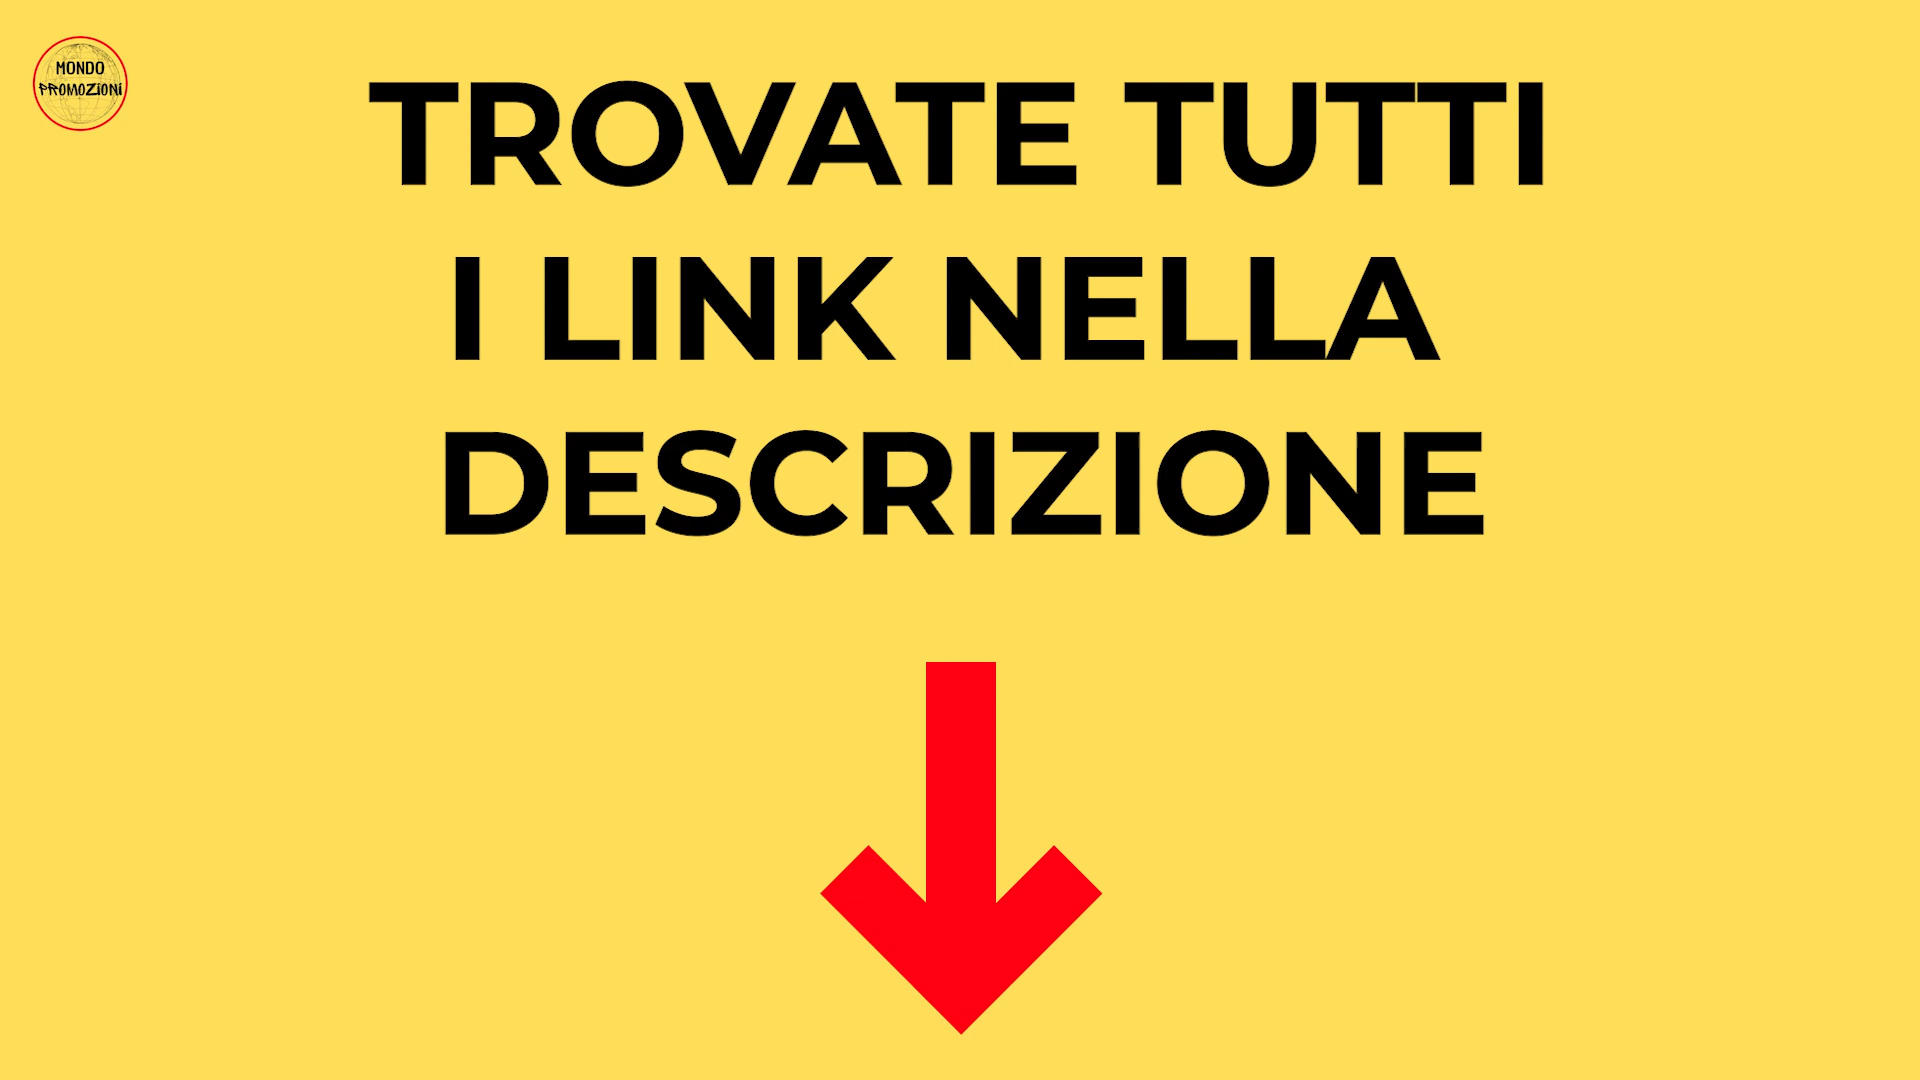 MONDO
PROMOZIONI
TROVATE TUTTI
I LINK NELLA
DESCRIZIONE